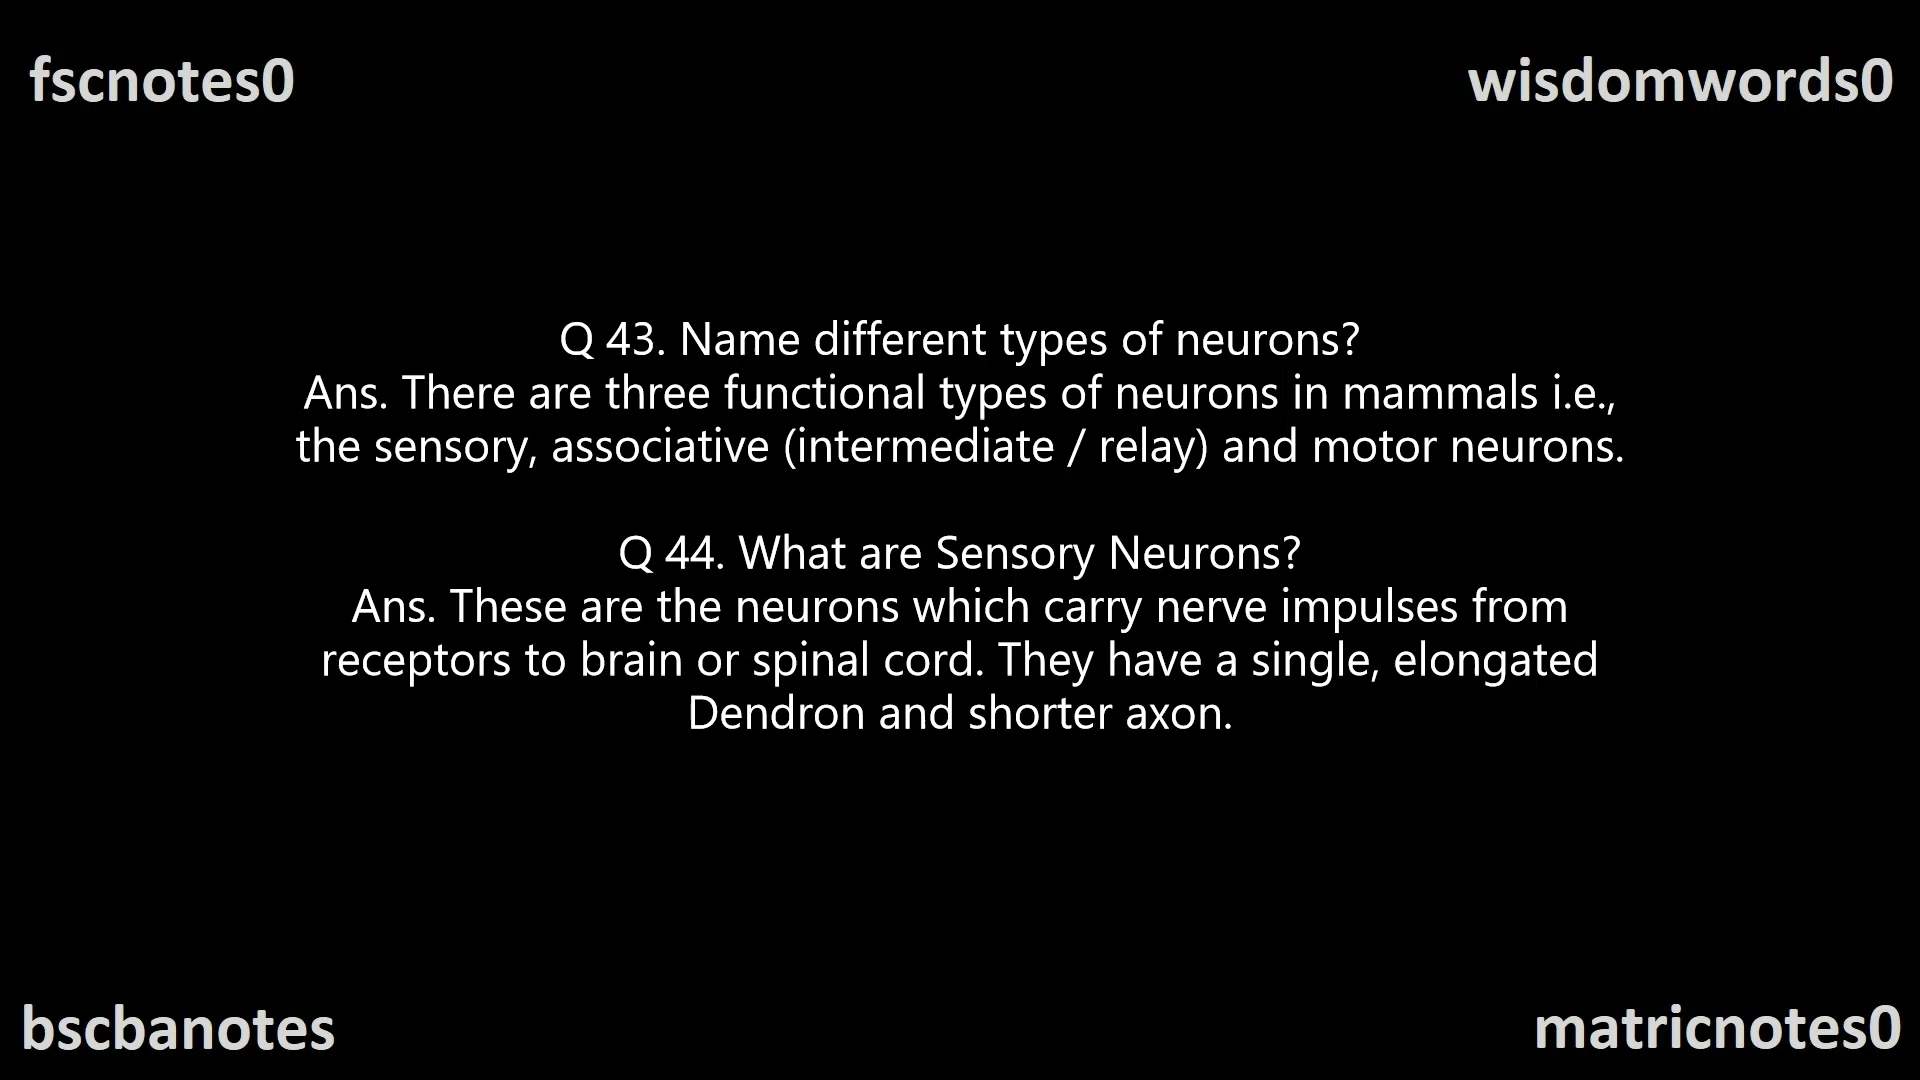 fscnotes0
wisdomwords0
Q 43. Name different types of neurons?
Ans. There are three functional types of neurons in mammals i.e.,
the sensory, associative (intermediate / relay) and motor neurons.
Q 44. What are Sensory Neurons?
Ans. These are the neurons which carry nerve impulses from
receptors to brain or spinal cord. They have a single, elongated
Dendron and shorter axon.
bscbanotes
matricnotes0